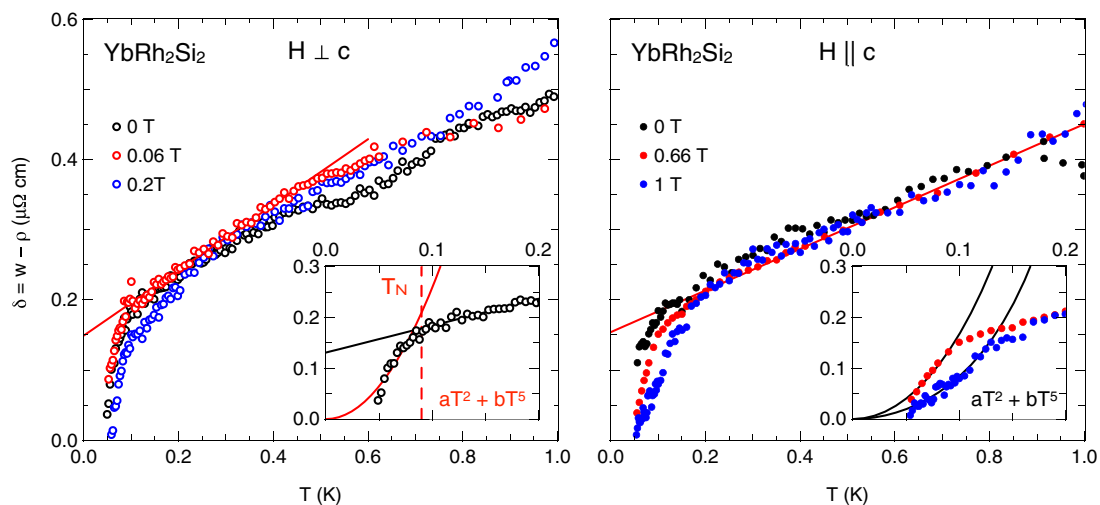 YbRh₂Si₂ H ⊥ c
0 T
0.06 T
0.2T
δ = w − ρ (μΩ cm)
0.6
0.4
0.2
0.0
0.0 0.2 0.4 0.6 0.8 1.0
T (K)
0.0 0.1 0.2
0.3
0.2
0.1
0.0
T_N
aT² + bT⁵
YbRh₂Si₂ H || c
0 T
0.66 T
1 T
0.0 0.2 0.4 0.6 0.8 1.0
T (K)
0.0 0.1 0.2
0.3
0.2
0.1
0.0
aT² + bT⁵